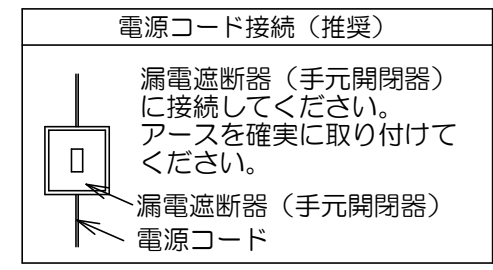 電源コード接続（推奨）
漏電遮断器（手元開閉器）
に接続してください。
アースを確実に取り付けて
ください。
漏電遮断器（手元開閉器）
電源コード